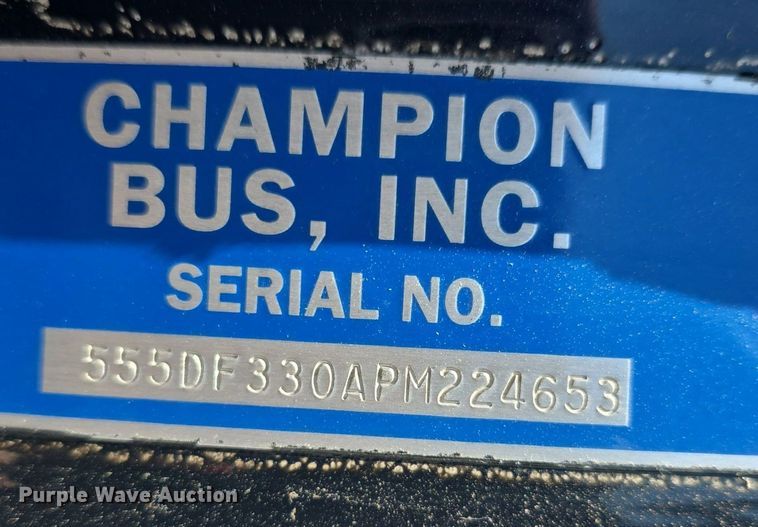 CHAMPION
BUS, INC.
SERIAL NO.
555DF330APM224653
Purple Wave Auction